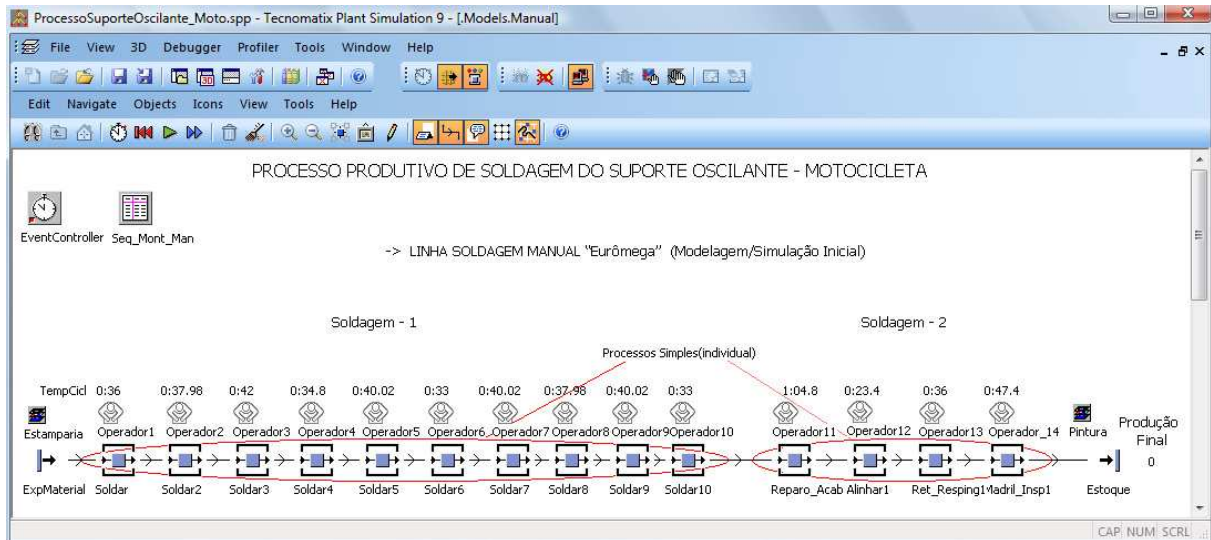 ProcessoSuporteOscilante_Moto.spp - Tecnomatix Plant Simulation 9 - [.Models.Manual]
File View 3D Debugger Profiler Tools Window Help
Edit Navigate Objects Icons View Tools Help
PROCESSO PRODUTIVO DE SOLDAGEM DO SUPORTE OSCILANTE - MOTOCICLETA
EventController Seq_Mont_Man
-> LINHA SOLDAGEM MANUAL "Eurômega" (Modelagem/Simulação Inicial)
Soldagem - 1 Soldagem - 2
Processos Simples(individual)
TempCicl 0:36 0:37.98 0:42 0:34.8 0:40.02 0:33 0:40.02 0:37.98 0:40.02 0:33 1:04.8 0:23.4 0:36 0:47.4
Estamparia Operador1 Operador2 Operador3 Operador4 Operador5 Operador6 Operador7 Operador8 Operador9 Operador10 Operador11 Operador12 Operador13 Operador_14 Pintura
Produção
Final
0
ExpMaterial Soldar Soldar2 Soldar3 Soldar4 Soldar5 Soldar6 Soldar7 Soldar8 Soldar9 Soldar10 Reparo_Acab Alinhar1 Ret_Resping1 Madril_Insp1 Estoque
CAP NUM SCRL